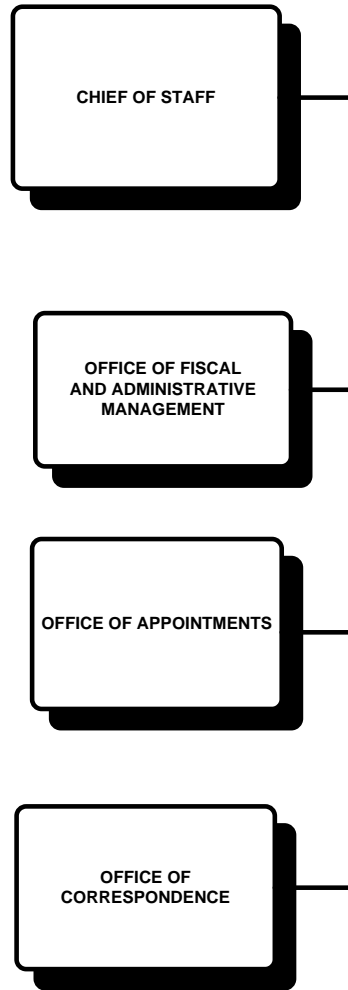 CHIEF OF STAFF
OFFICE OF FISCAL
AND ADMINISTRATIVE
MANAGEMENT
OFFICE OF APPOINTMENTS
OFFICE OF
CORRESPONDENCE